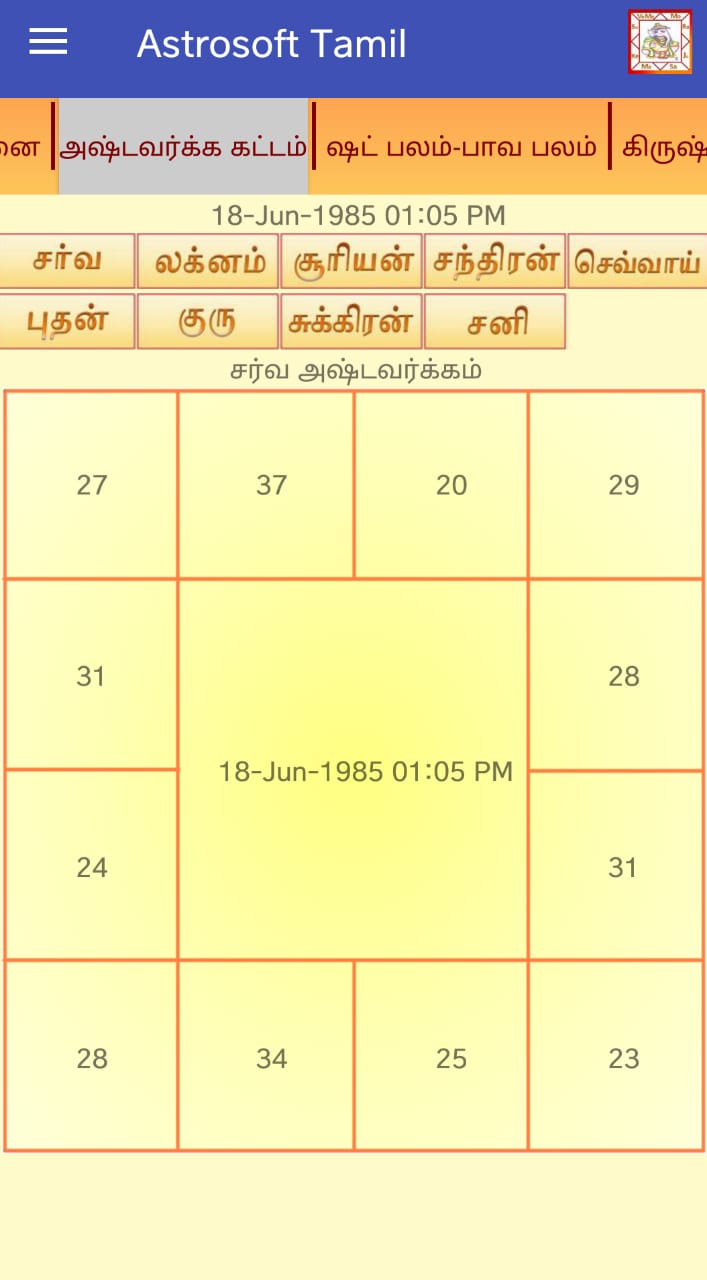 Astrosoft Tamil
னை அஷ்டவர்க்க கட்டம் ஷட் பலம்-பாவ பலம் கிருஷ்
18-Jun-1985 01:05 PM
சர்வ லக்னம் சூரியன் சந்திரன் செவ்வாய்
புதன் குரு சுக்கிரன் சனி
சர்வ அஷ்டவர்க்கம்
27 37 20 29
31 28
18-Jun-1985 01:05 PM
24 31
28 34 25 23